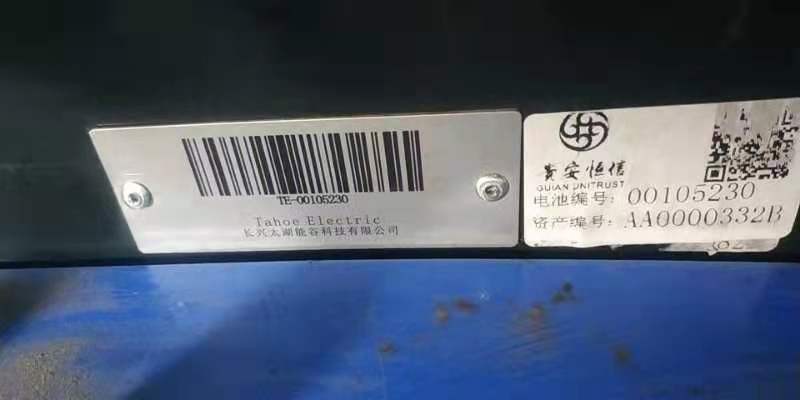 TE-00105230
Tahoe Electric
长兴太湖能谷科技有限公司
贵安恒信
GUIAN UNITRUST
电池编号: 00105230
资产编号: AA0000332B